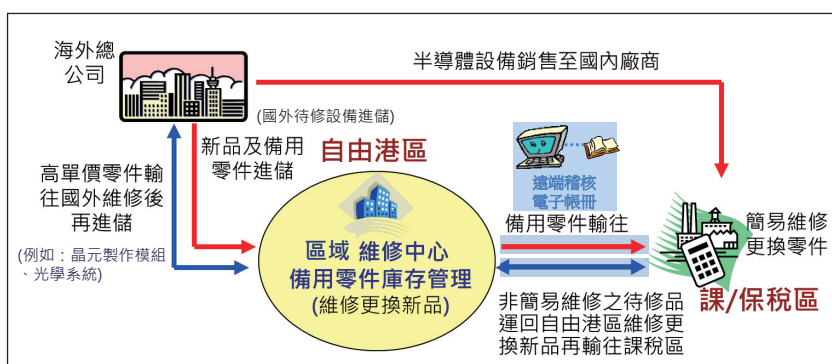 海外總
公司
半導體設備銷售至國內廠商
(國外待修設備進儲)
新品及備用
零件進儲
自由港區
高單價零件輸
往國外維修後
再進儲
(例如：晶元製作模組
、光學系統)
遠端稽核
電子帳冊
備用零件輸往
區域 維修中心
備用零件庫存管理
(維修更換新品)
簡易維修
更換零件
課/保稅區
非簡易維修之待修品
運回自由港區維修更
換新品再輸往課稅區